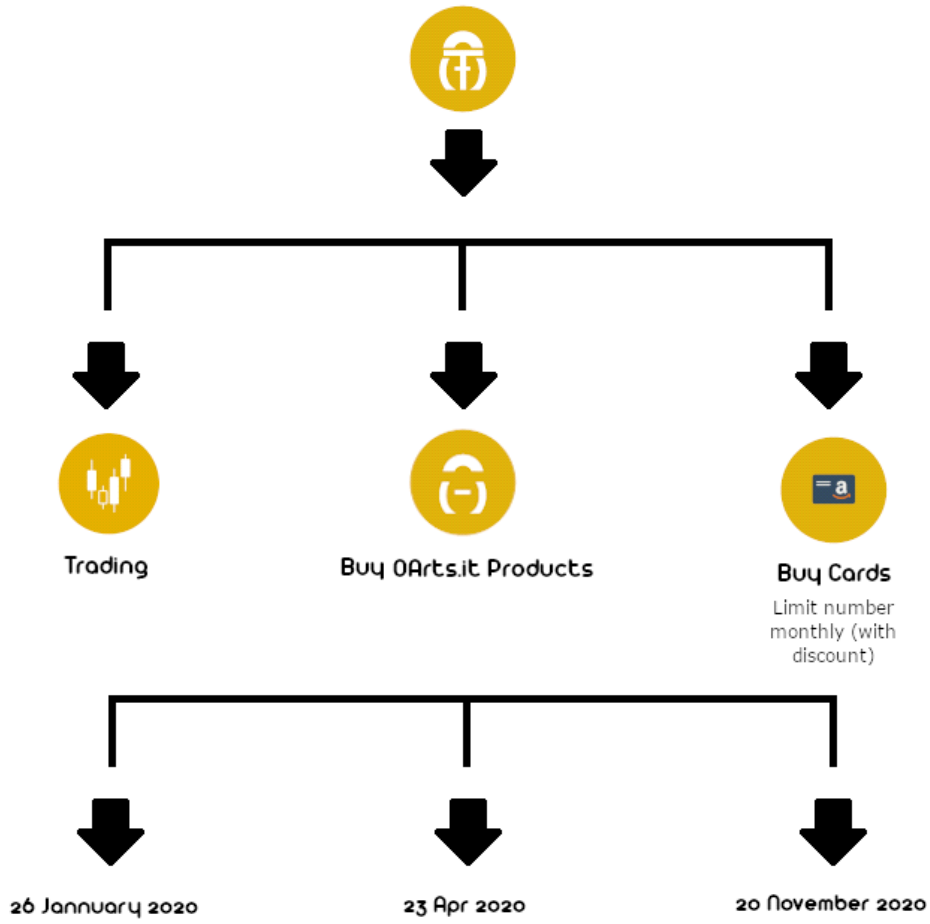 Trading
Buy OArts.it Products
a
Buy Cards
Limit number
monthly (with
discount)
26 Jannuary 2020
23 Apr 2020
20 November 2020